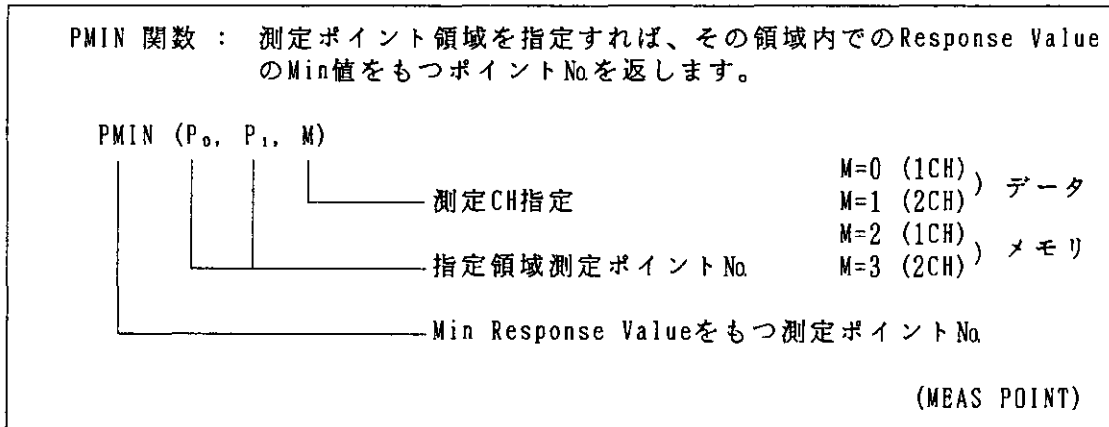 PMIN 関数 : 測定ポイント領域を指定すれば、その領域内でのResponse Value
のMin値をもつポイント№を返します。
PMIN (P₀, P₁, M)
測定CH指定
M=0 (1CH)
M=1 (2CH)
) データ
M=2 (1CH)
M=3 (2CH)
) メモリ
指定領域測定ポイント№
Min Response Valueをもつ測定ポイント№
(MEAS POINT)